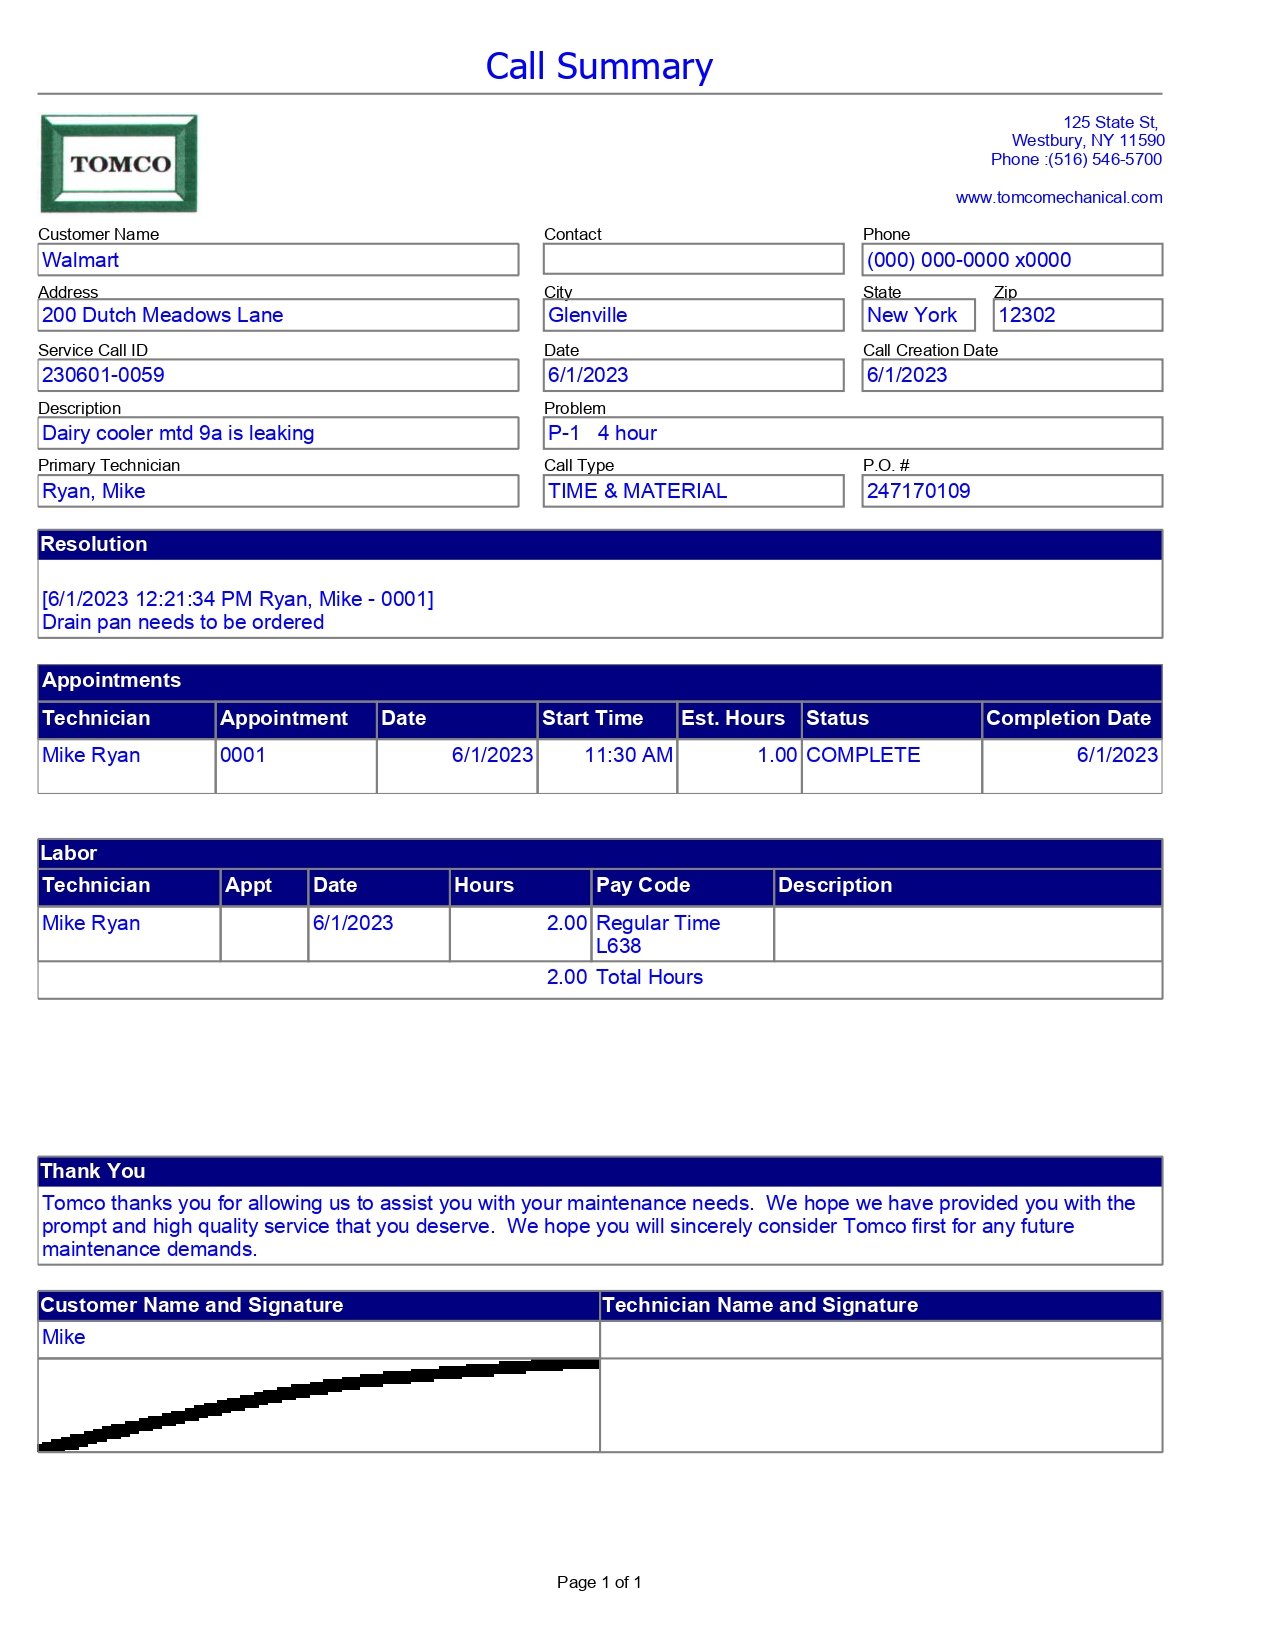 Call Summary
TOMCO
125 State St,
Westbury, NY 11590
Phone :(516) 546-5700
www.tomcomechanical.com
Customer Name Contact Phone
Walmart (000) 000-0000 x0000
Address City State Zip
200 Dutch Meadows Lane Glenville New York 12302
Service Call ID Date Call Creation Date
230601-0059 6/1/2023 6/1/2023
Description Problem
Dairy cooler mtd 9a is leaking P-1 4 hour
Primary Technician Call Type P.O. #
Ryan, Mike TIME & MATERIAL 247170109
Resolution
[6/1/2023 12:21:34 PM Ryan, Mike - 0001]
Drain pan needs to be ordered
Appointments
Technician Appointment Date Start Time Est. Hours Status Completion Date
Mike Ryan 0001 6/1/2023 11:30 AM 1.00 COMPLETE 6/1/2023
Labor
Technician Appt Date Hours Pay Code Description
Mike Ryan 6/1/2023 2.00 Regular Time
L638
2.00 Total Hours
Thank You
Tomco thanks you for allowing us to assist you with your maintenance needs. We hope we have provided you with the
prompt and high quality service that you deserve. We hope you will sincerely consider Tomco first for any future
maintenance demands.
Customer Name and Signature Technician Name and Signature
Mike
Page 1 of 1